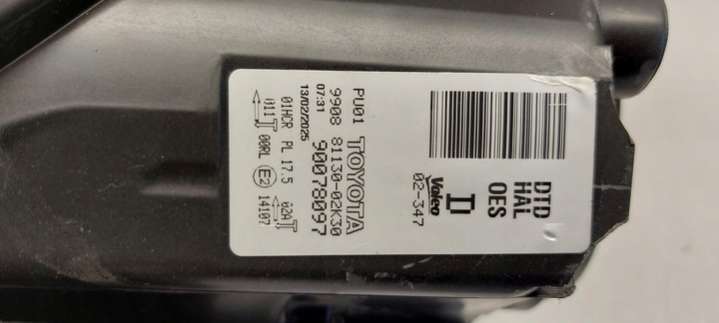 DTD
HAL
OES
D
Valeo
02-347
PU01 TOYOTA
9908 81130-02K30
07:31 90078097
13/02/2025
01HCR PL 17.5 02A
011 00RL E2 14107